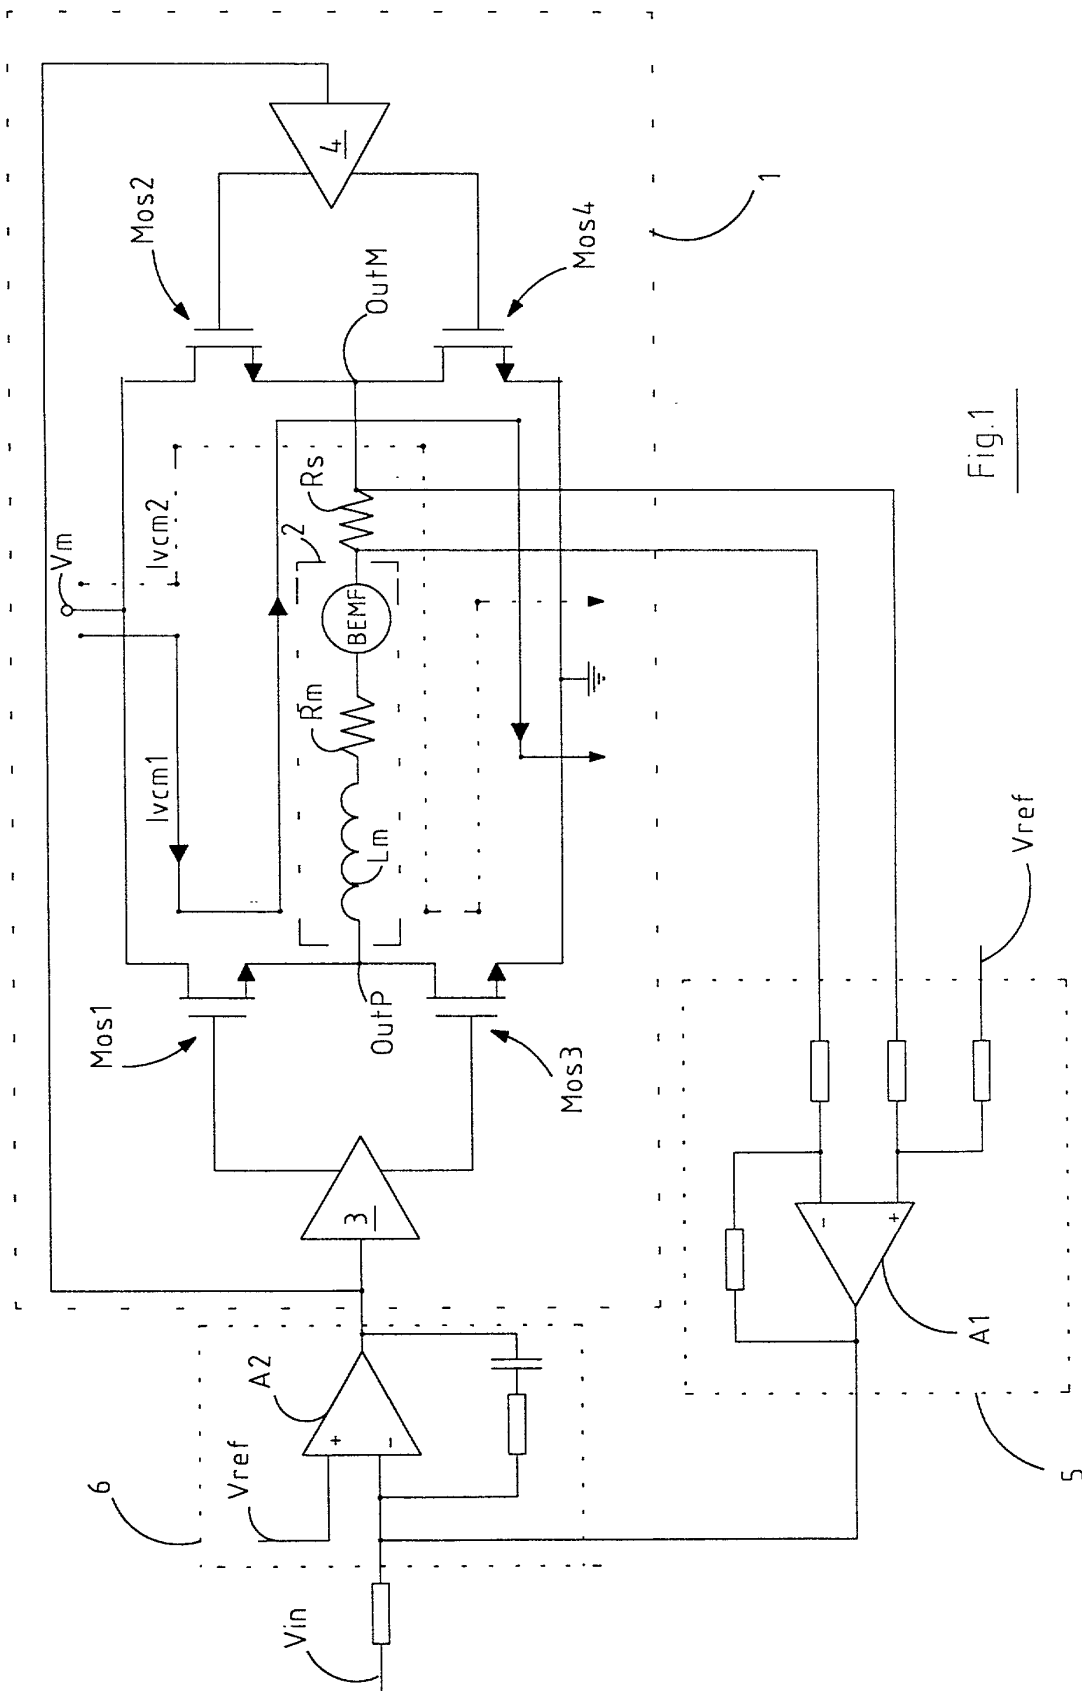 Vm
Ivcm1
Ivcm2
Mos1
Mos2
OutP
Lm
Rm
BEMF
2
Rs
OutM
Mos3
Mos4
3
4
1
6
Vref
A2
+
-
Vin
Vref
-
+
A1
5
Fig.1